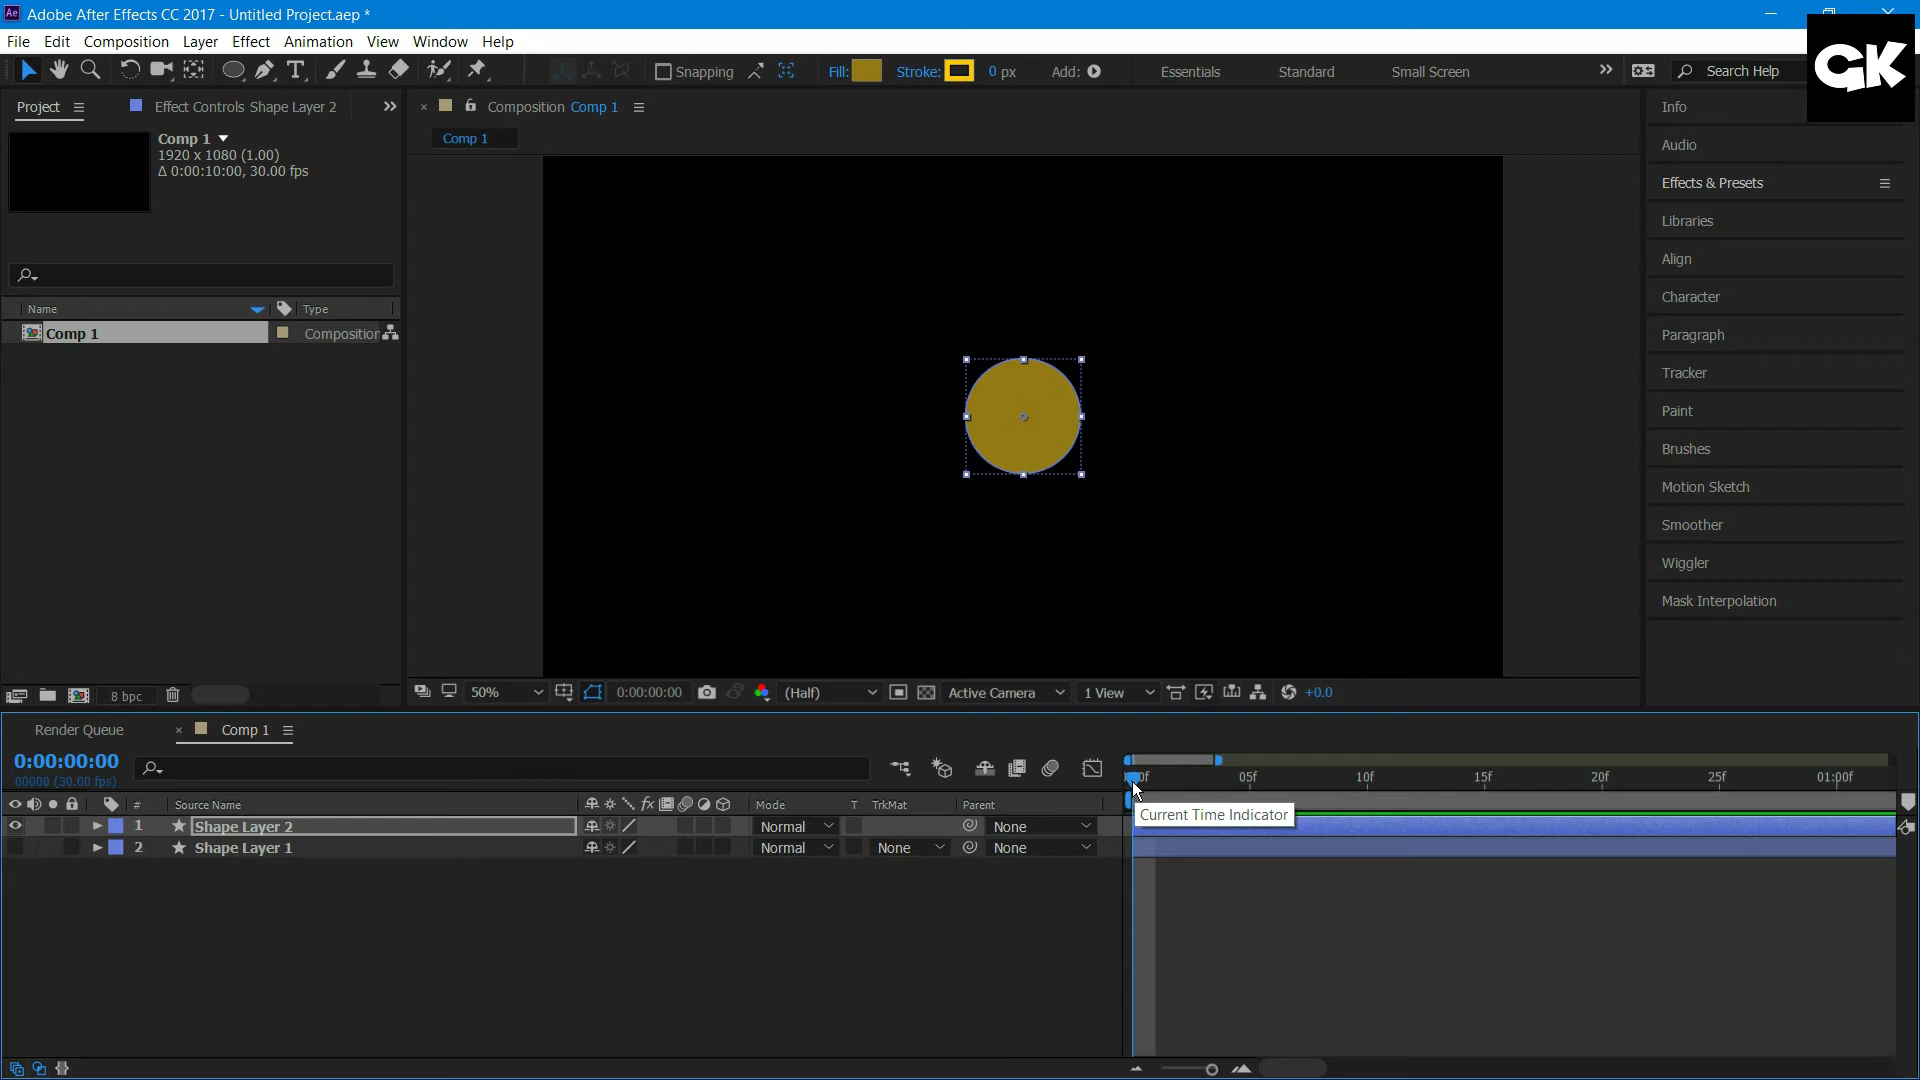 Adobe After Effects CC 2017 - Untitled Project.aep *
File Edit Composition Layer Effect Animation View Window Help
Snapping Fill: Stroke: 0 px Add: Essentials Standard Small Screen Search Help
GK
Project Effect Controls Shape Layer 2 Composition Comp 1
Comp 1
1920 x 1080 (1.00)
Δ 0:00:10:00, 30.00 fps
Comp 1
Name Type
Comp 1 Composition
Info
Audio
Effects & Presets
Libraries
Align
Character
Paragraph
Tracker
Paint
Brushes
Motion Sketch
Smoother
Wiggler
Mask Interpolation
8 bpc 50% 0:00:00:00 (Half) Active Camera 1 View +0.0
Render Queue Comp 1
0:00:00:00
00000 (30.00 fps)
05f 10f 15f 20f 25f 01:00f
# Source Name Mode T TrkMat Parent
1 Shape Layer 2 Normal None
2 Shape Layer 1 Normal None None
Current Time Indicator